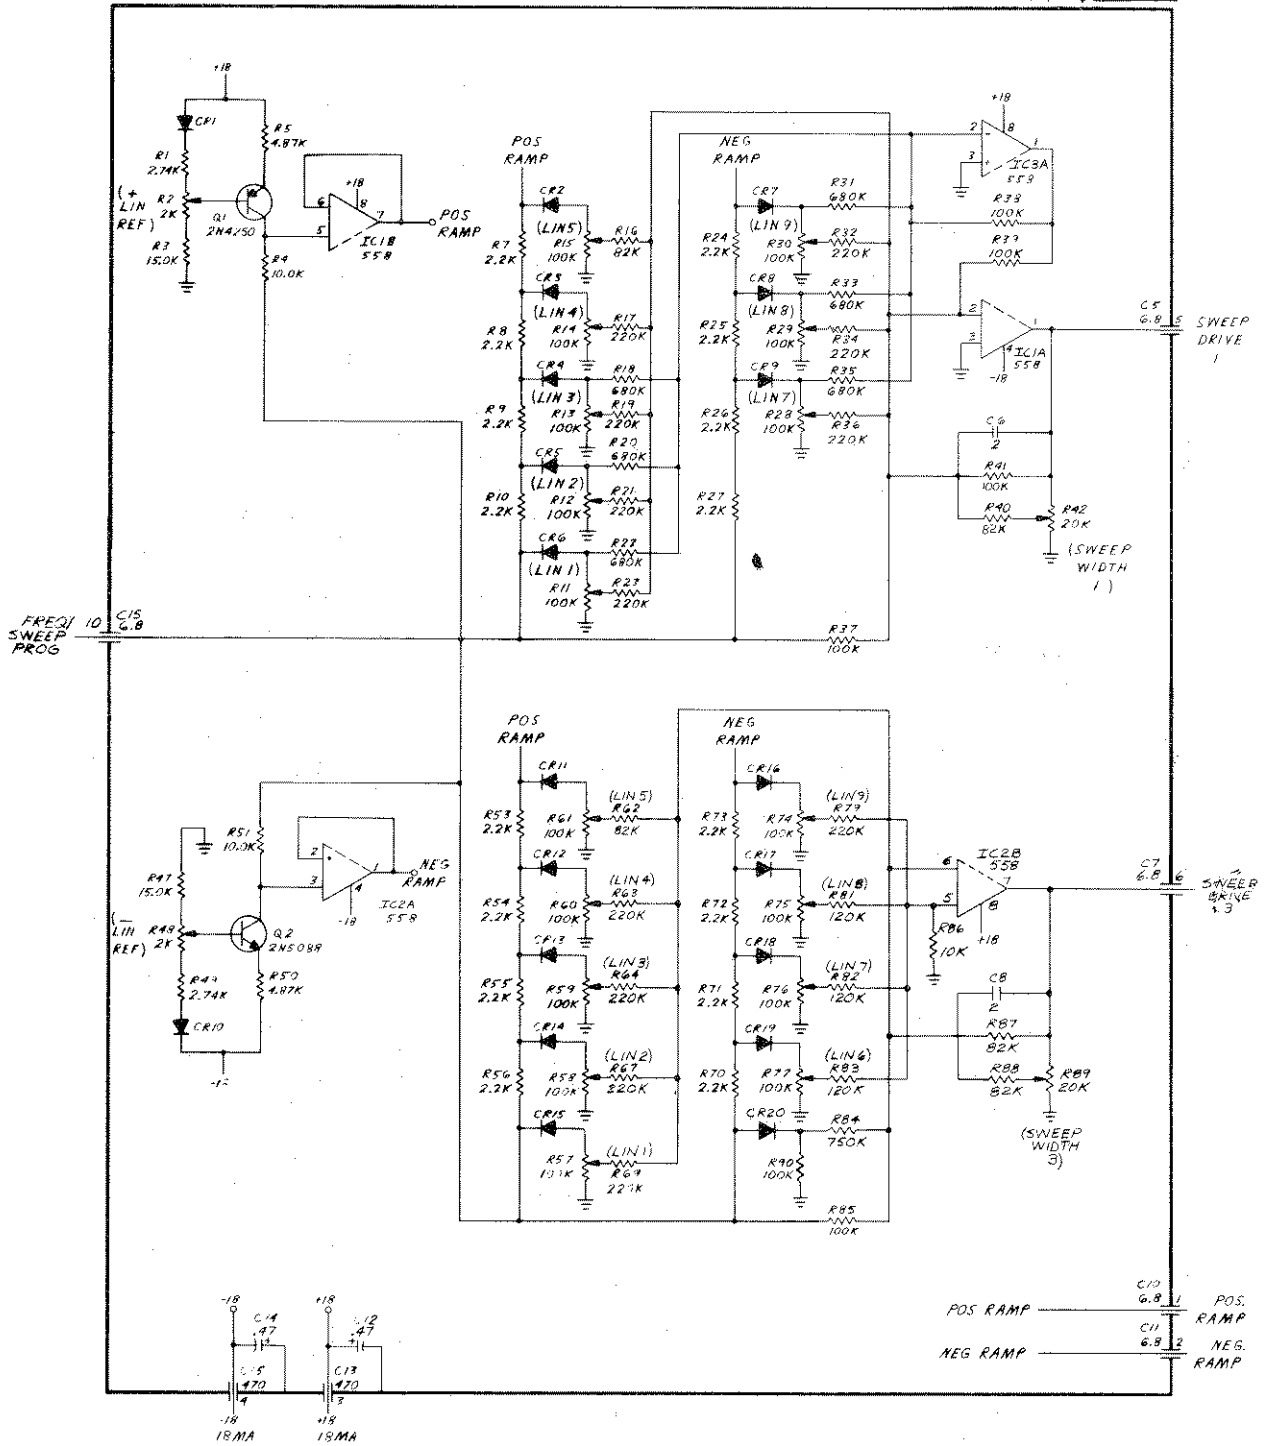 +18
CR1
R5
4.87K
R1
2.74K
(+
LIN
REF)
R2
2K
Q1
2N4250
R3
15.0K
R4
10.0K
6
+18
8
7
5
IC1B
558
POS
RAMP
POS
RAMP
CR2
(LIN5)
R7
2.2K
R15
100K
R16
82K
CR3
(LIN4)
R8
2.2K
R14
100K
R17
220K
CR4
(LIN3)
R18
680K
R9
2.2K
R13
100K
R19
220K
CR5
(LIN2)
R20
680K
R10
2.2K
R12
100K
R21
220K
CR6
(LIN1)
680K
R11
100K
R23
220K
NEG
RAMP
CR7
(LIN9)
R31
680K
R24
2.2K
R30
100K
R32
220K
CR8
(LIN8)
R33
680K
R25
2.2K
R29
100K
R34
220K
CR9
(LIN7)
R35
680K
R26
2.2K
R28
100K
R36
220K
R27
2.2K
R37
100K
+18
2
8
1
3
IC3A
R38
100K
R39
100K
2
1
3
4
IC1A
558
-18
C5
6.8
5
SWEEP
DRIVE
1
C6
2
R41
100K
R40
82K
R42
20K
(SWEEP
WIDTH
1)
FREQ/
SWEEP
PROG
10
C15
6.8
POS
RAMP
CR11
(LIN5)
R53
2.2K
R61
100K
R62
82K
CR12
(LIN4)
R54
2.2K
R60
100K
R63
220K
CR13
(LIN3)
R55
2.2K
R59
100K
R64
220K
CR14
(LIN2)
R56
2.2K
R58
100K
R67
220K
CR15
(LIN1)
R57
100K
R69
220K
NEG
RAMP
CR16
(LIN9)
R73
2.2K
R74
100K
R79
220K
CR17
(LIN8)
R72
2.2K
R75
100K
R81
120K
CR18
(LIN7)
R71
2.2K
R76
100K
R82
120K
CR19
(LIN6)
R70
2.2K
R77
100K
R83
120K
CR20
R84
750K
R90
100K
R85
100K
R51
10.0K
R47
15.0K
(-
LIN
REF)
R48
2K
Q2
2N5088
R49
2.74K
R50
4.87K
CR10
2
1
3
4
-18
IC2A
558
NEG
RAMP
6
IC2B
558
7
5
8
+18
R86
10K
C8
2
R87
82K
R88
82K
R89
20K
(SWEEP
WIDTH
3)
C7
6.8
6
SWEEP
DRIVE
3
-18
C14
.47
470
4
-18
18MA
+18
C12
.47
C13
470
3
+18
18MA
POS RAMP
C10
6.8
1
POS.
RAMP
NEG RAMP
C11
6.8
2
NEG.
RAMP